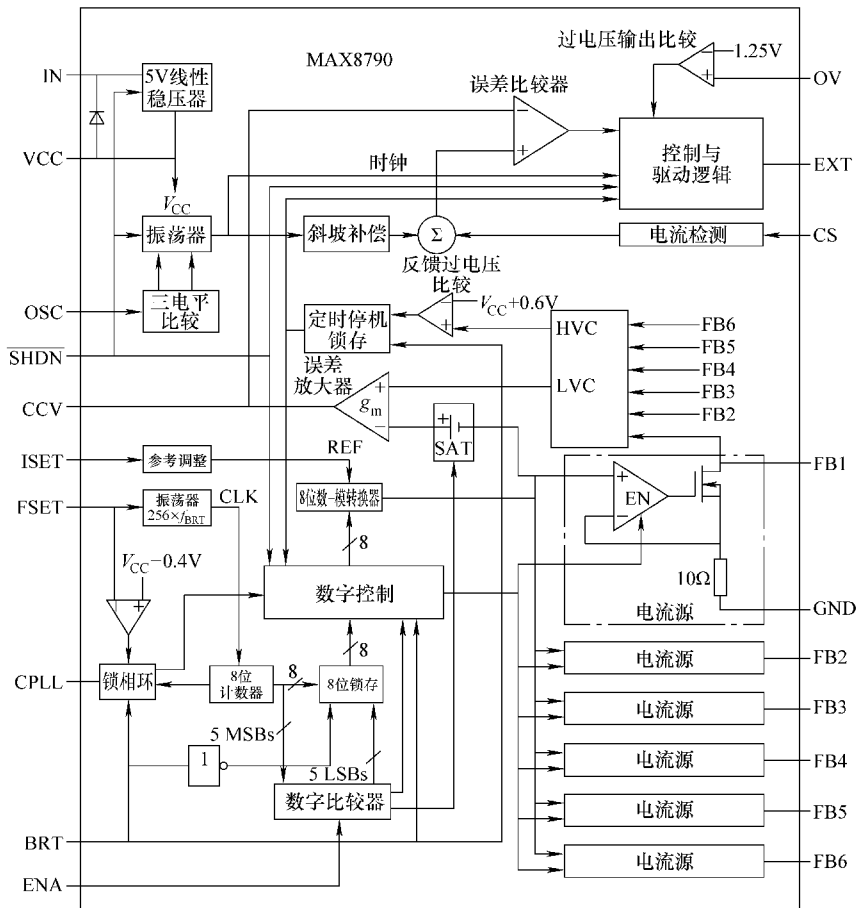 MAX8790
过电压输出比较
1.25V
IN
5V线性
稳压器
误差比较器
OV
VCC
控制与
驱动逻辑
EXT
时钟
VCC
振荡器
斜坡补偿
Σ
电流检测
CS
反馈过电压
比较
OSC
三电平
比较
定时停机
锁存
VCC+0.6V
HVC
LVC
FB6
FB5
FB4
FB3
FB2
SHDN
误差
放大器
CCV
gm
SAT
ISET
参考调整
REF
FB1
FSET
振荡器
256×fBRT
CLK
8位数-模转换器
EN
8
VCC-0.4V
数字控制
10Ω
GND
电流源
8
CPLL
锁相环
8位
计数器
8
8位锁存
电流源
FB2
5 MSBs
电流源
FB3
1
5 LSBs
电流源
FB4
数字比较器
电流源
FB5
BRT
电流源
FB6
ENA